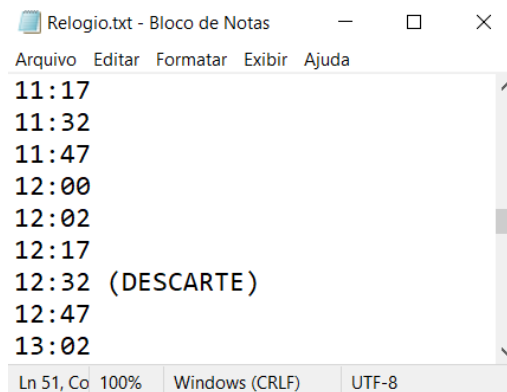 Relogio.txt - Bloco de Notas
Arquivo Editar Formatar Exibir Ajuda
11:17
11:32
11:47
12:00
12:02
12:17
12:32 (DESCARTE)
12:47
13:02
Ln 51, Co 100% Windows (CRLF) UTF-8